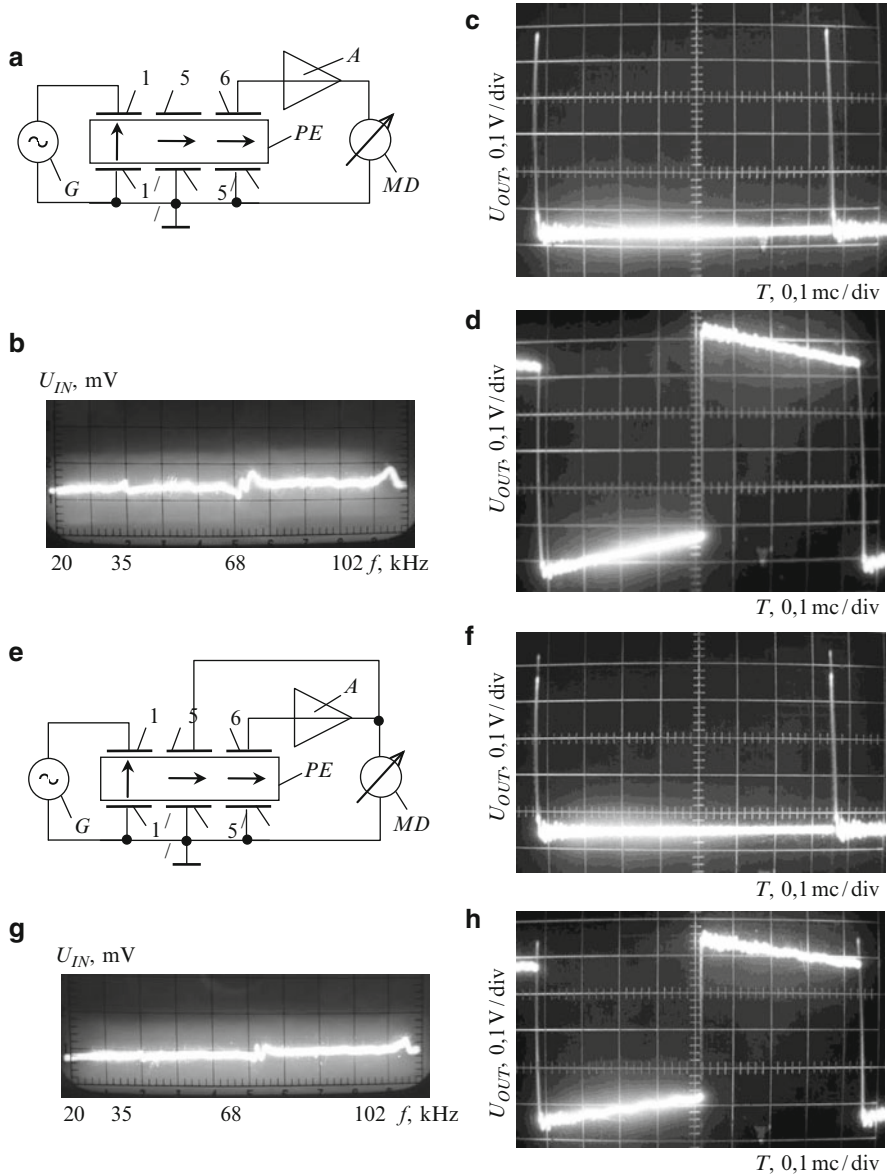 a
1 5 6 A
PE
G 1/ / 5/ MD
b
U_IN, mV
20 35 68 102 f, kHz
c
U_OUT, 0,1 V/div
T, 0,1 mc/div
d
U_OUT, 0,1 V/div
T, 0,1 mc/div
e
1 5 6 A
PE
G 1/ / 5/ MD
f
U_OUT, 0,1 V/div
T, 0,1 mc/div
g
U_IN, mV
20 35 68 102 f, kHz
h
U_OUT, 0,1 V/div
T, 0,1 mc/div